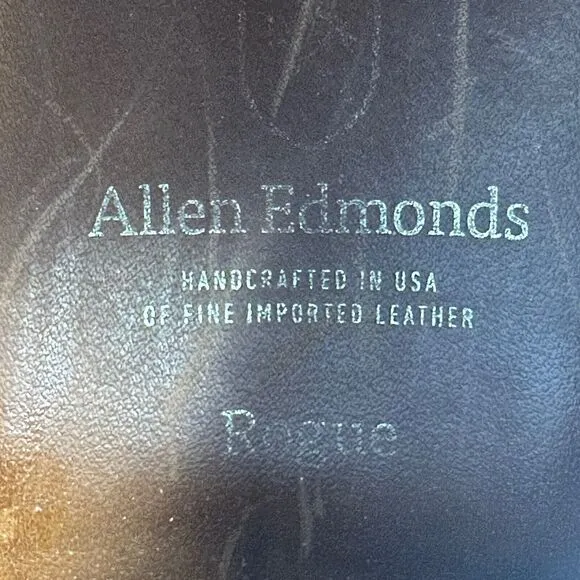 Allen Edmonds
HANDCRAFTED IN USA
OF FINE IMPORTED LEATHER
Rogue